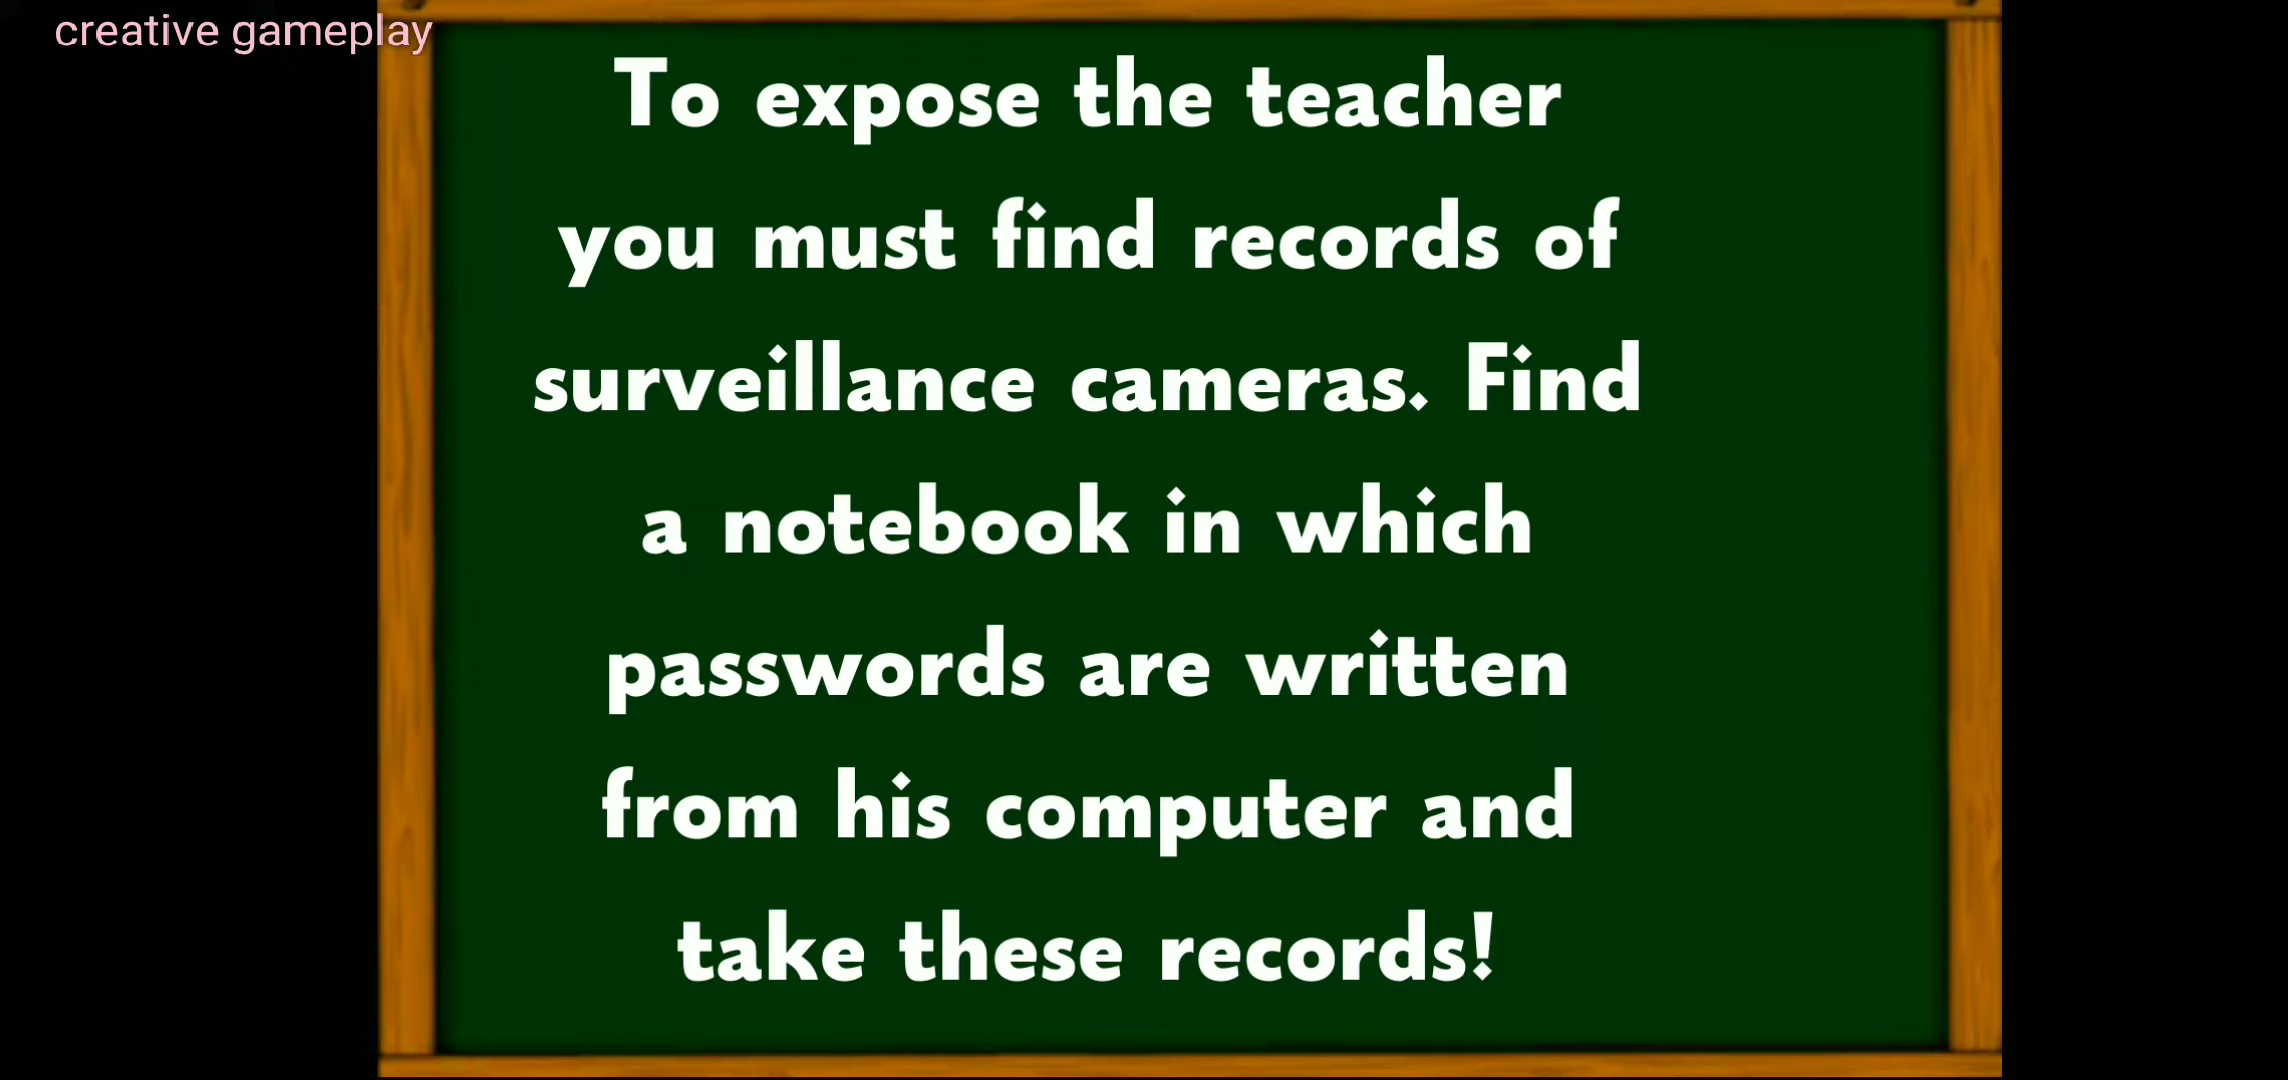 creative gameplay
To expose the teacher
you must find records of
surveillance cameras. Find
a notebook in which
passwords are written
from his computer and
take these records!